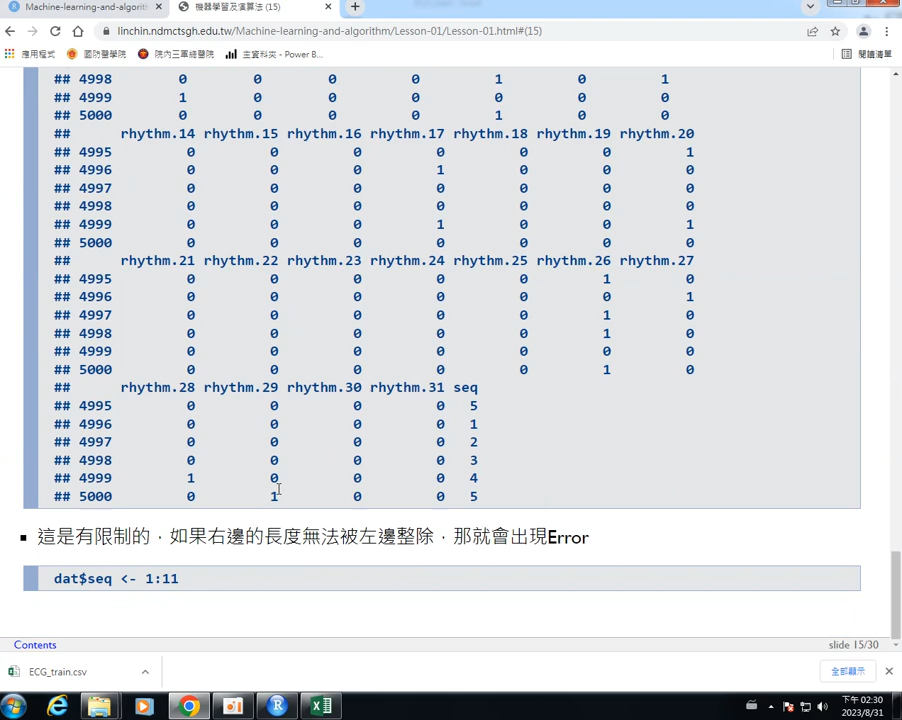 Machine-learning-and-algorith
機器學習及演算法 (15)
linchin.ndmctsgh.edu.tw/Machine-learning-and-algorithm/Lesson-01/Lesson-01.html#(15)
應用程式 國防醫學院 院內三軍總醫院 主資科夾 - Power B... 閱讀清單
## 4998 0 0 0 0 1 0 1
## 4999 1 0 0 0 0 0 0
## 5000 0 0 0 0 1 0 0
## rhythm.14 rhythm.15 rhythm.16 rhythm.17 rhythm.18 rhythm.19 rhythm.20
## 4995 0 0 0 0 0 0 1
## 4996 0 0 0 1 0 0 0
## 4997 0 0 0 0 0 0 0
## 4998 0 0 0 0 0 0 0
## 4999 0 0 0 1 0 0 1
## 5000 0 0 0 0 0 0 0
## rhythm.21 rhythm.22 rhythm.23 rhythm.24 rhythm.25 rhythm.26 rhythm.27
## 4995 0 0 0 0 0 1 0
## 4996 0 0 0 0 0 0 1
## 4997 0 0 0 0 0 1 0
## 4998 0 0 0 0 0 1 0
## 4999 0 0 0 0 0 0 0
## 5000 0 0 0 0 0 1 0
## rhythm.28 rhythm.29 rhythm.30 rhythm.31 seq
## 4995 0 0 0 0 5
## 4996 0 0 0 0 1
## 4997 0 0 0 0 2
## 4998 0 0 0 0 3
## 4999 1 0 0 0 4
## 5000 0 1 0 0 5
▪ 這是有限制的，如果右邊的長度無法被左邊整除，那就會出現Error
dat$seq <- 1:11
Contents slide 15/30
ECG_train.csv 全部顯示
下午 02:30
2023/8/31